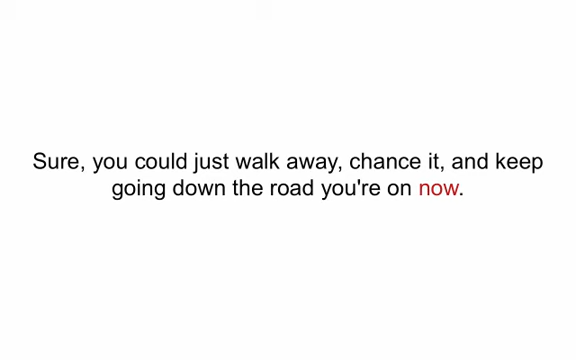 Sure, you could just walk away, chance it, and keep
going down the road you're on now.